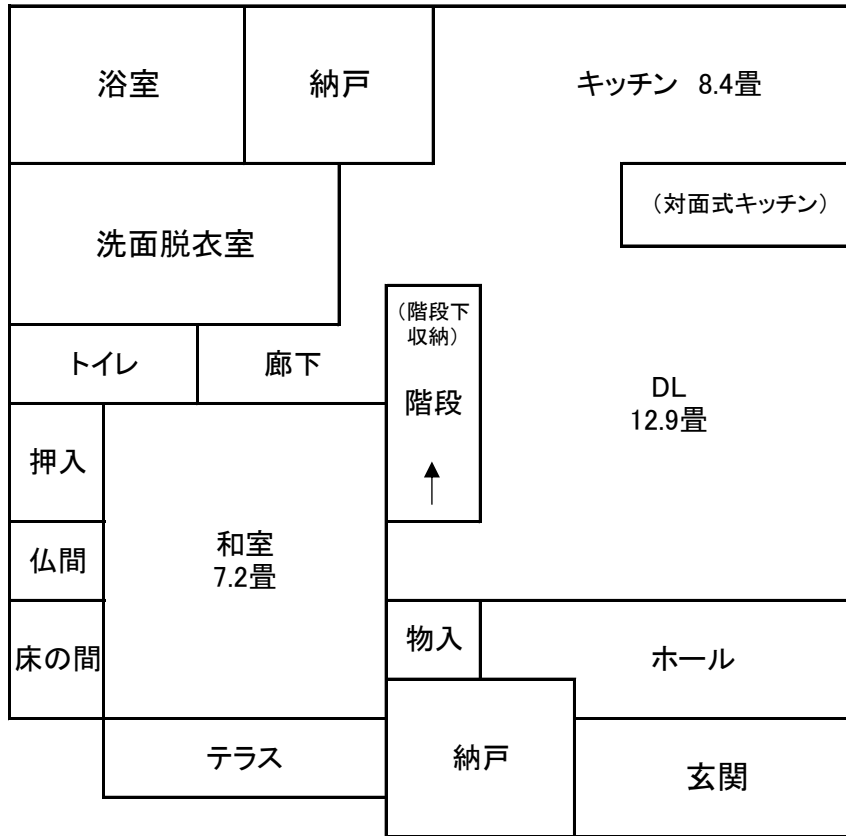 浴室
納戸
キッチン 8.4畳
(対面式キッチン)
洗面脱衣室
(階段下
収納)
階段
トイレ
廊下
DL
12.9畳
押入
仏間
和室
7.2畳
床の間
物入
ホール
テラス
納戸
玄関